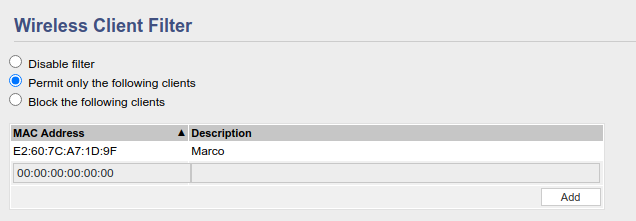 Wireless Client Filter
Disable filter
Permit only the following clients
Block the following clients
MAC Address ▲ Description
E2:60:7C:A7:1D:9F Marco
00:00:00:00:00:00
Add